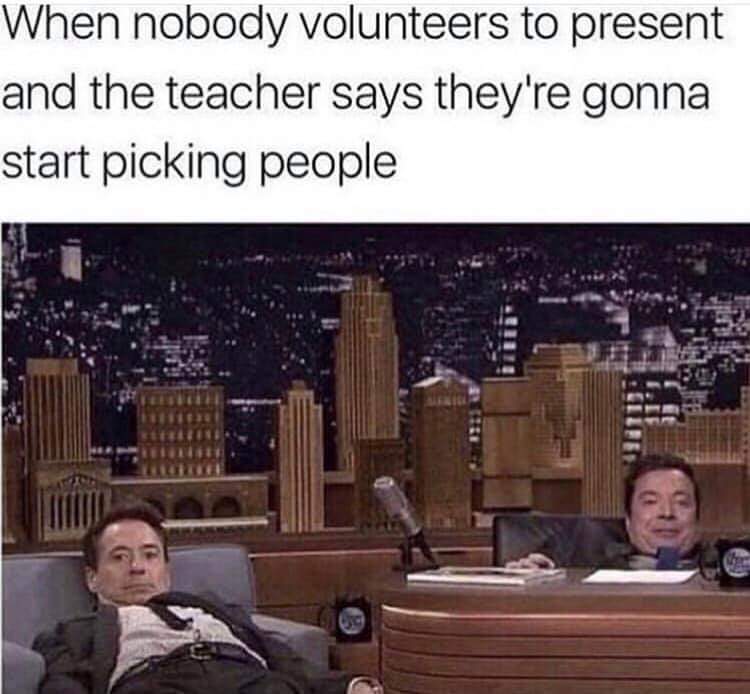 When nobody volunteers to present
and the teacher says they're gonna
start picking people